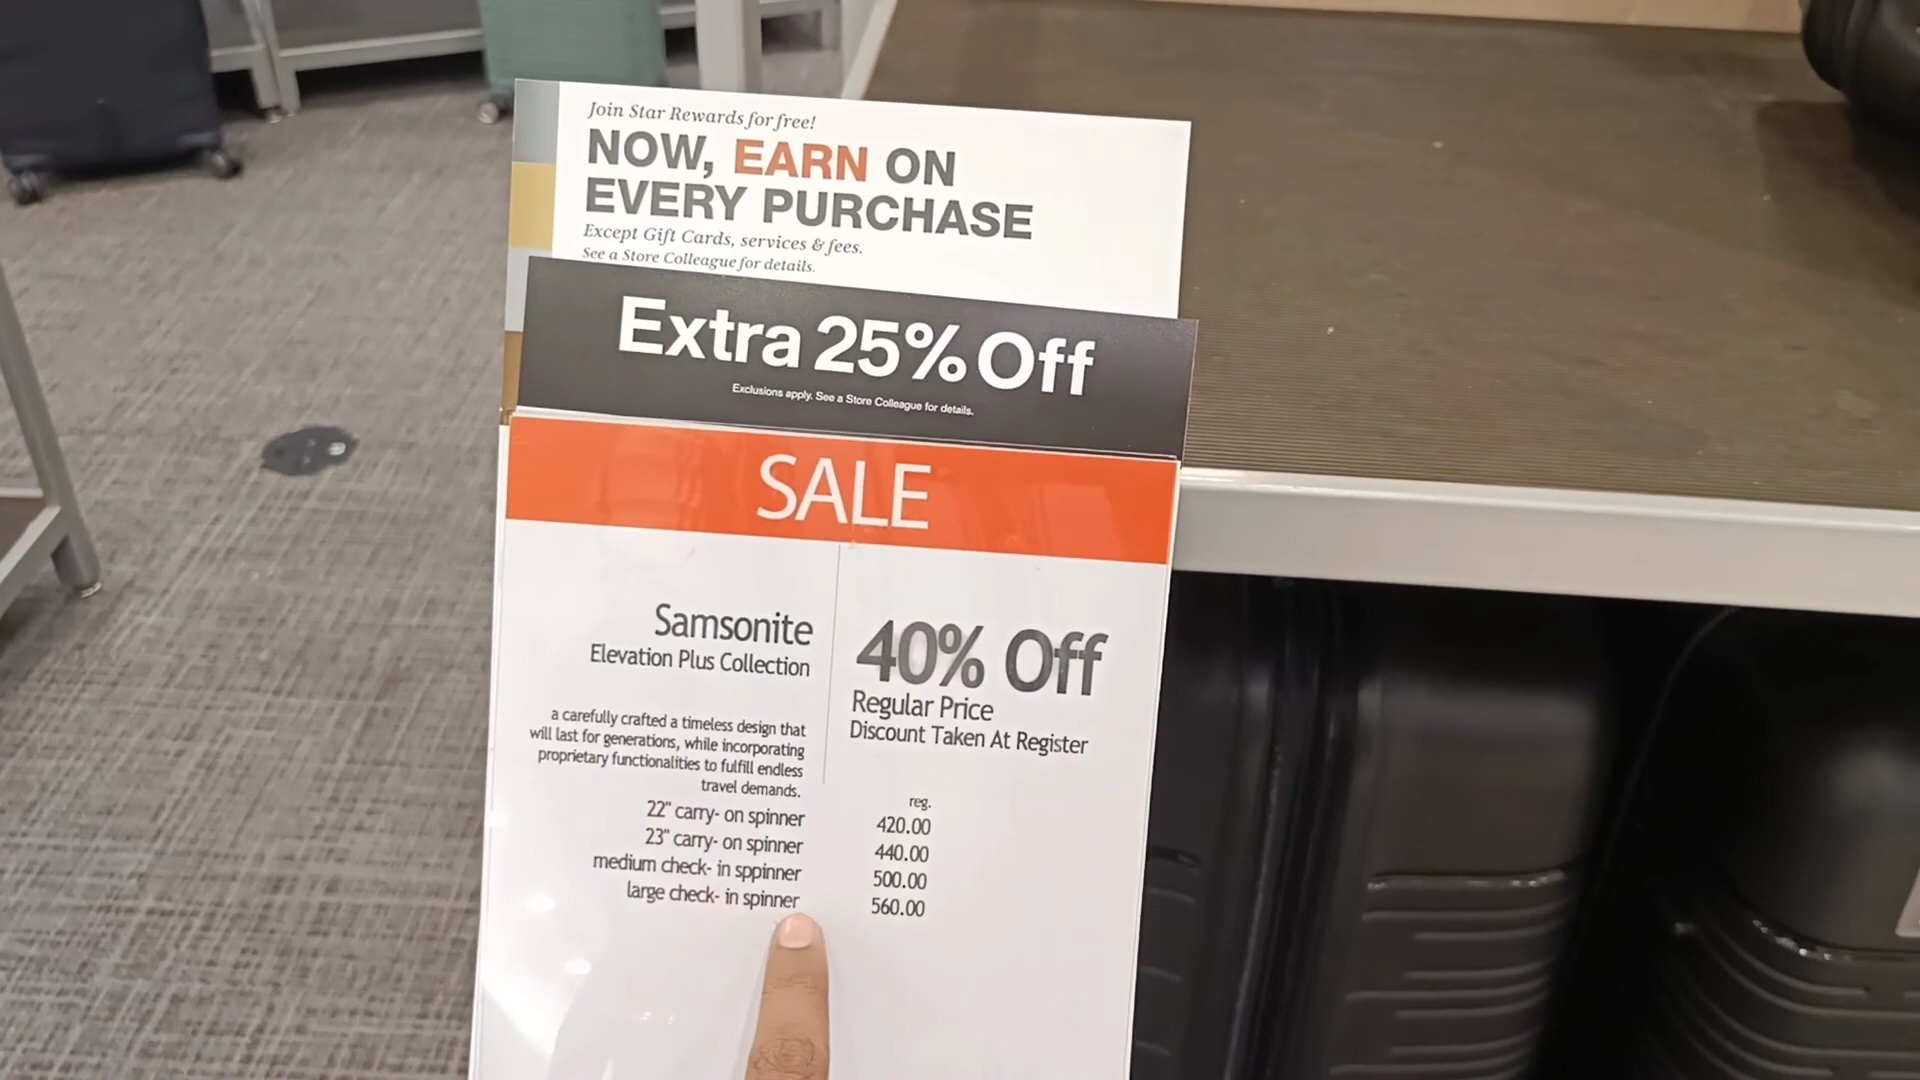 Join Star Rewards for free!
NOW, EARN ON
EVERY PURCHASE
Except Gift Cards, services & fees.
See a Store Colleague for details.
Extra 25% Off
Exclusions apply. See a Store Colleague for details.
SALE
Samsonite
Elevation Plus Collection
a carefully crafted a timeless design that
will last for generations, while incorporating
proprietary functionalities to fulfill endless
travel demands.
40% Off
Regular Price
Discount Taken At Register
reg.
22" carry- on spinner 420.00
23" carry- on spinner 440.00
medium check- in sppinner 500.00
large check- in spinner 560.00